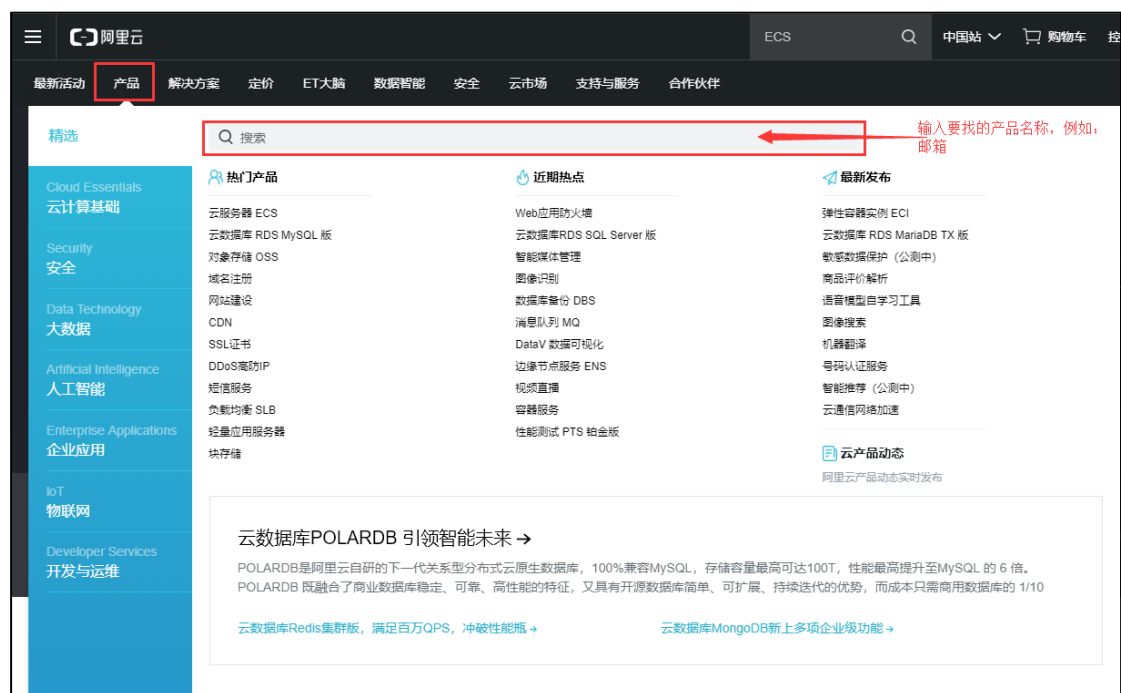 阿里云
ECS
中国站
购物车
控
最新活动 产品 解决方案 定价 ET大脑 数据智能 安全 云市场 支持与服务 合作伙伴
精选
搜索
输入要找的产品名称，例如：
邮箱
Cloud Essentials
云计算基础
Security
安全
Data Technology
大数据
Artificial Intelligence
人工智能
Enterprise Applications
企业应用
IoT
物联网
Developer Services
开发与运维
热门产品
云服务器 ECS
云数据库 RDS MySQL 版
对象存储 OSS
域名注册
网站建设
CDN
SSL证书
DDoS高防IP
短信服务
负载均衡 SLB
轻量应用服务器
块存储
近期热点
Web应用防火墙
云数据库RDS SQL Server 版
智能媒体管理
图像识别
数据库备份 DBS
消息队列 MQ
DataV 数据可视化
边缘节点服务 ENS
视频直播
容器服务
性能测试 PTS 铂金版
最新发布
弹性容器实例 ECI
云数据库 RDS MariaDB TX 版
敏感数据保护（公测中）
商品评价解析
语音模型自学习工具
图像搜索
机器翻译
号码认证服务
智能推荐（公测中）
云通信网络加速
云产品动态
阿里云产品动态实时发布
云数据库POLARDB 引领智能未来→
POLARDB是阿里云自研的下一代关系型分布式云原生数据库，100%兼容MySQL，存储容量最高可达100T，性能最高提升至MySQL 的 6 倍。
POLARDB 既融合了商业数据库稳定、可靠、高性能的特征，又具有开源数据库简单、可扩展、持续迭代的优势，而成本只需商用数据库的 1/10
云数据库Redis集群版，满足百万QPS，冲破性能瓶→
云数据库MongoDB新上多项企业级功能→